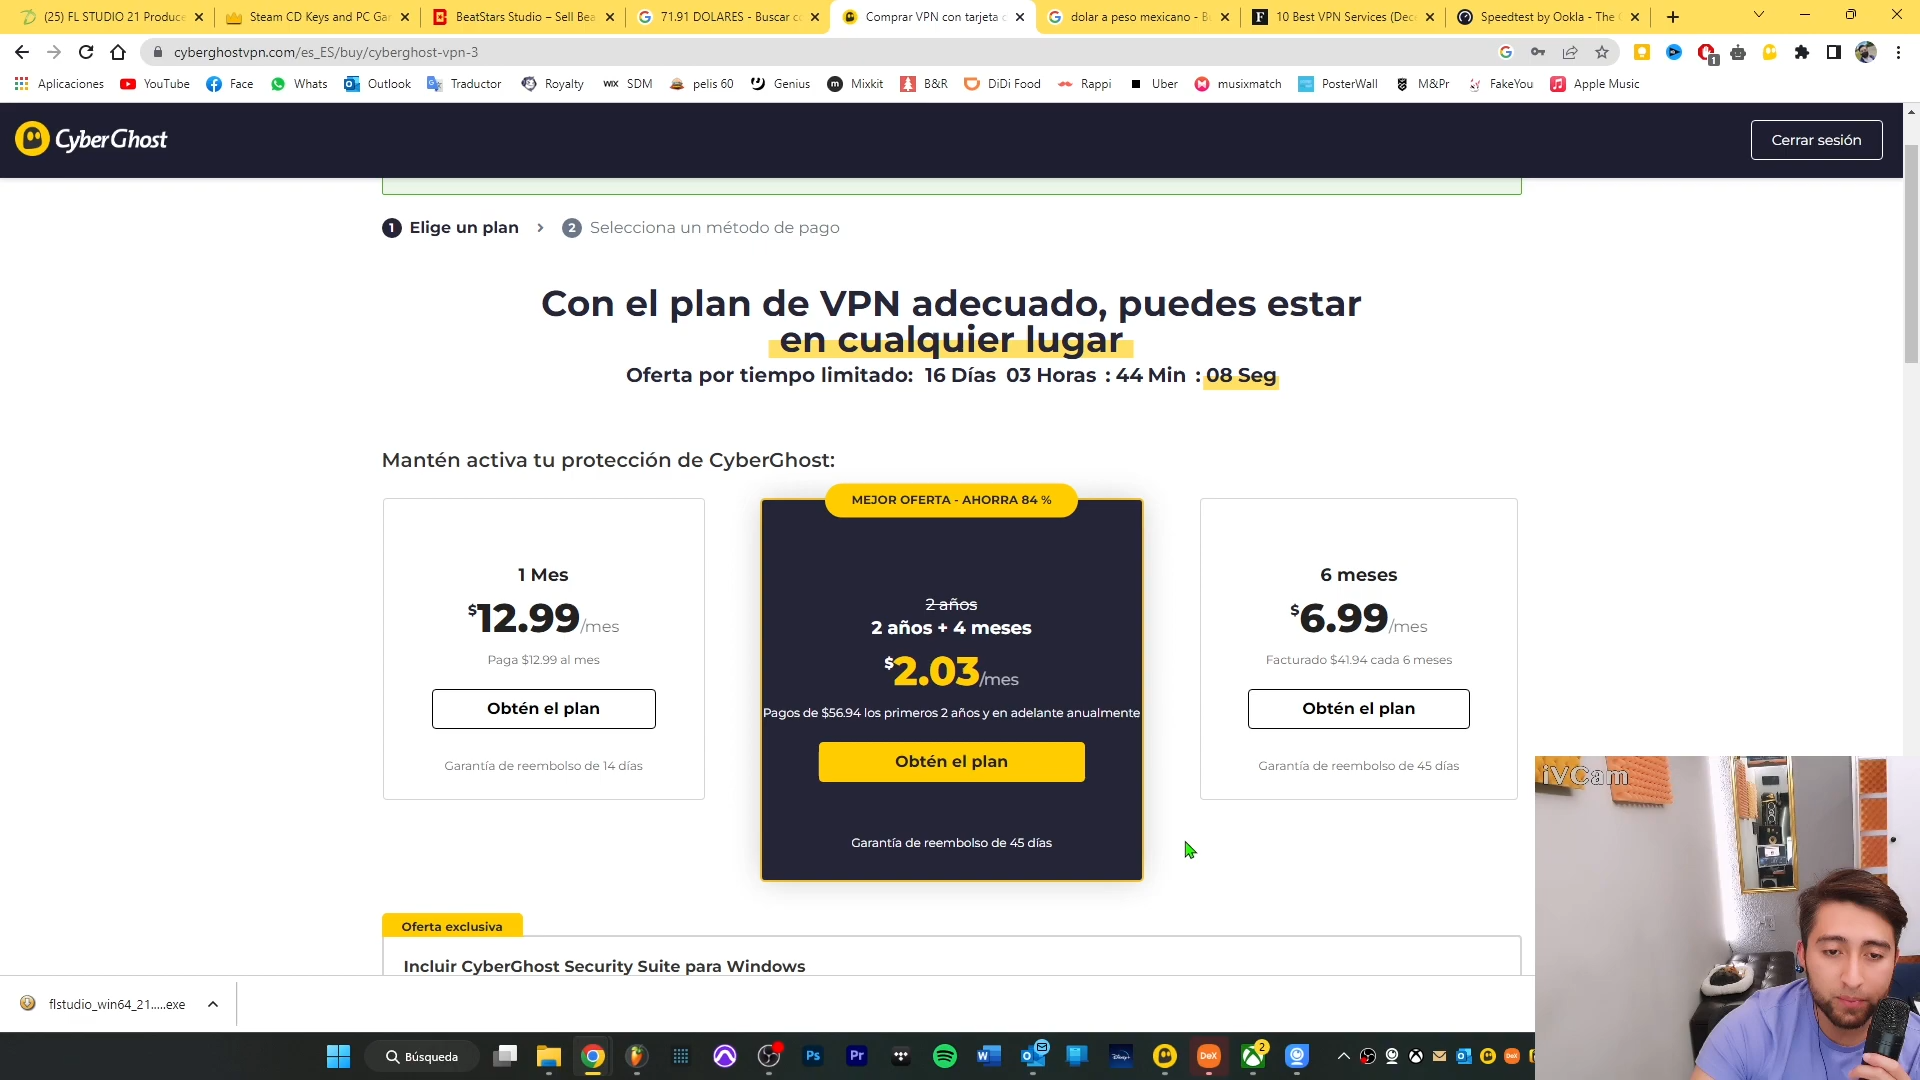 (25) FL STUDIO 21 Produce
Steam CD Keys and PC Ga
BeatStars Studio – Sell Bea
71.91 DOLARES - Buscar c
Comprar VPN con tarjeta
dolar a peso mexicano - B
10 Best VPN Services (Dec
Speedtest by Ookla - The
cyberghostvpn.com/es_ES/buy/cyberghost-vpn-3
Aplicaciones
YouTube
Face
Whats
Outlook
Traductor
Royalty
WIX SDM
pelis 60
Genius
Mixkit
B&R
DiDi Food
Rappi
Uber
musixmatch
PosterWall
M&Pr
FakeYou
Apple Music
CyberGhost
Cerrar sesión
1 Elige un plan > 2 Selecciona un método de pago
Con el plan de VPN adecuado, puedes estar
en cualquier lugar
Oferta por tiempo limitado: 16 Días 03 Horas : 44 Min : 08 Seg
Mantén activa tu protección de CyberGhost:
1 Mes
$12.99/mes
Paga $12.99 al mes
Obtén el plan
Garantía de reembolso de 14 días
MEJOR OFERTA - AHORRA 84 %
2 años
2 años + 4 meses
$2.03/mes
Pagos de $56.94 los primeros 2 años y en adelante anualmente
Obtén el plan
Garantía de reembolso de 45 días
6 meses
$6.99/mes
Facturado $41.94 cada 6 meses
Obtén el plan
Garantía de reembolso de 45 días
Oferta exclusiva
Incluir CyberGhost Security Suite para Windows
iVCam
flstudio_win64_21.....exe
Búsqueda
Ps
Pr
DeX
2